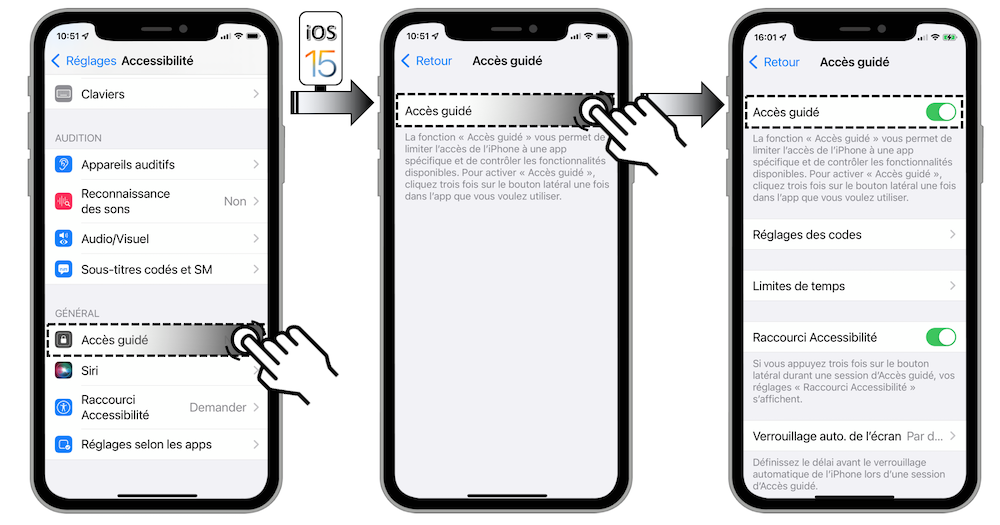 10:51
Réglages Accessibilité
Claviers
AUDITION
Appareils auditifs
Reconnaissance
des sons
Non
Audio/Visuel
Sous-titres codés et SM
GÉNÉRAL
Accès guidé
Siri
Raccourci
Accessibilité
Demander
Réglages selon les apps
iOS
15
10:51
Retour
Accès guidé
Accès guidé
La fonction « Accès guidé » vous permet de
limiter l'accès de l'iPhone à une app
spécifique et de contrôler les fonctionnalités
disponibles. Pour activer « Accès guidé »,
cliquez trois fois sur le bouton latéral une fois
dans l'app que vous voulez utiliser.
16:01
Retour
Accès guidé
Accès guidé
La fonction « Accès guidé » vous permet de
limiter l'accès de l'iPhone à une app
spécifique et de contrôler les fonctionnalités
disponibles. Pour activer « Accès guidé »,
cliquez trois fois sur le bouton latéral une fois
dans l'app que vous voulez utiliser.
Réglages des codes
Limites de temps
Raccourci Accessibilité
Si vous appuyez trois fois sur le bouton
latéral durant une session d'Accès guidé, vos
réglages « Raccourci Accessibilité »
s'affichent.
Verrouillage auto. de l'écran Par d...
Définissez le délai avant le verrouillage
automatique de l'iPhone lors d'une session
d'Accès guidé.